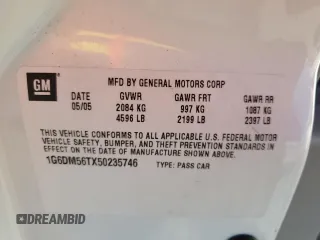 GM
MFD BY GENERAL MOTORS CORP
DATE GVWR GAWR FRT GAWR RR
05/05 2084 KG 997 KG 1087 KG
4596 LB 2199 LB 2397 LB
THIS VEHICLE CONFORMS TO ALL APPLICABLE U.S. FEDERAL MOTOR
VEHICLE SAFETY, BUMPER, AND THEFT PREVENTION STANDARDS
IN EFFECT ON THE DATE OF MANUFACTURE SHOWN ABOVE.
1G6DM56TX50235746 TYPE: PASS CAR
DREAMBID